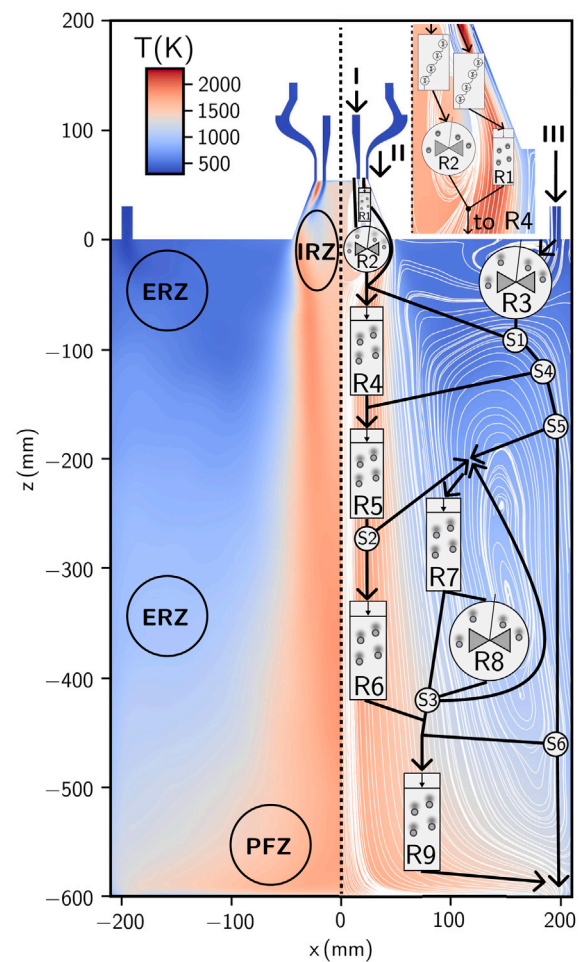 200
100
0
−100
−200
−300
−400
−500
−600
z (mm)
T(K)
2000
1500
1000
500
I
II
III
R2
R1
to R4
IRZ
ERZ
ERZ
PFZ
R1
R2
R3
S1
R4
S4
S5
R5
S2
R7
R6
R8
S3
S6
R9
−200
−100
0
100
200
x (mm)